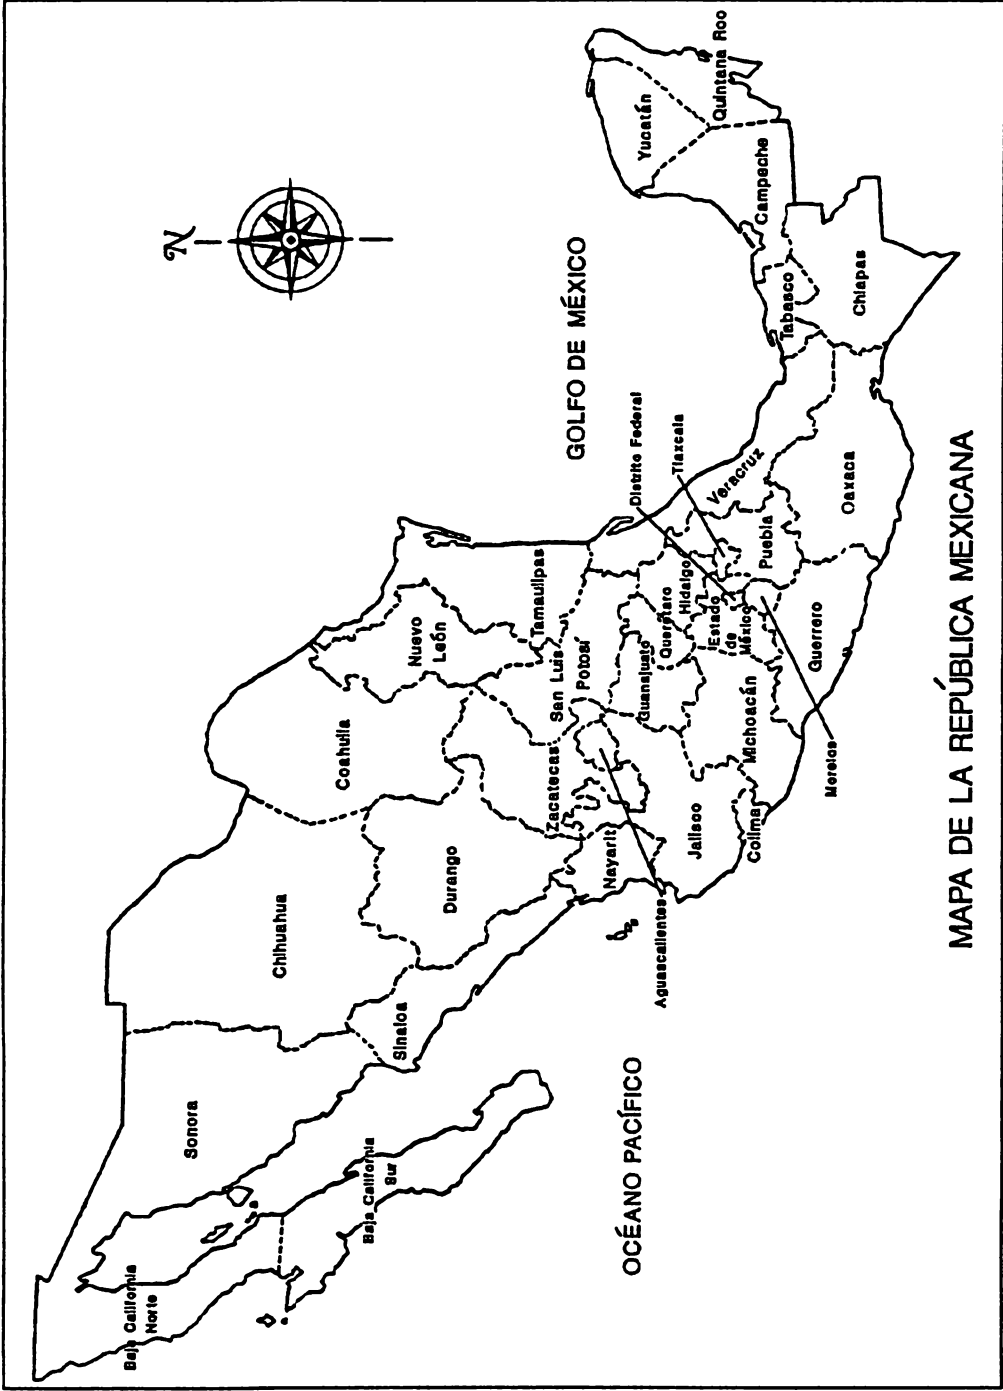 N
Baja California
Norte
Sonora
Chihuahua
Coahuila
Baja California
Sur
Sinaloa
Durango
Nuevo
León
Tamaulipas
Zacatecas
San Luis
Potosí
Nayarit
Aguascalientes
Jalisco
Guanajuato
Querétaro
Hidalgo
Estado
de
México
Colima
Michoacán
Morelos
Distrito Federal
Tlaxcala
Puebla
Veracruz
Guerrero
Oaxaca
Tabasco
Chiapas
Campeche
Yucatán
Quintana Roo
GOLFO DE MÉXICO
OCÉANO PACÍFICO
MAPA DE LA REPÚBLICA MEXICANA